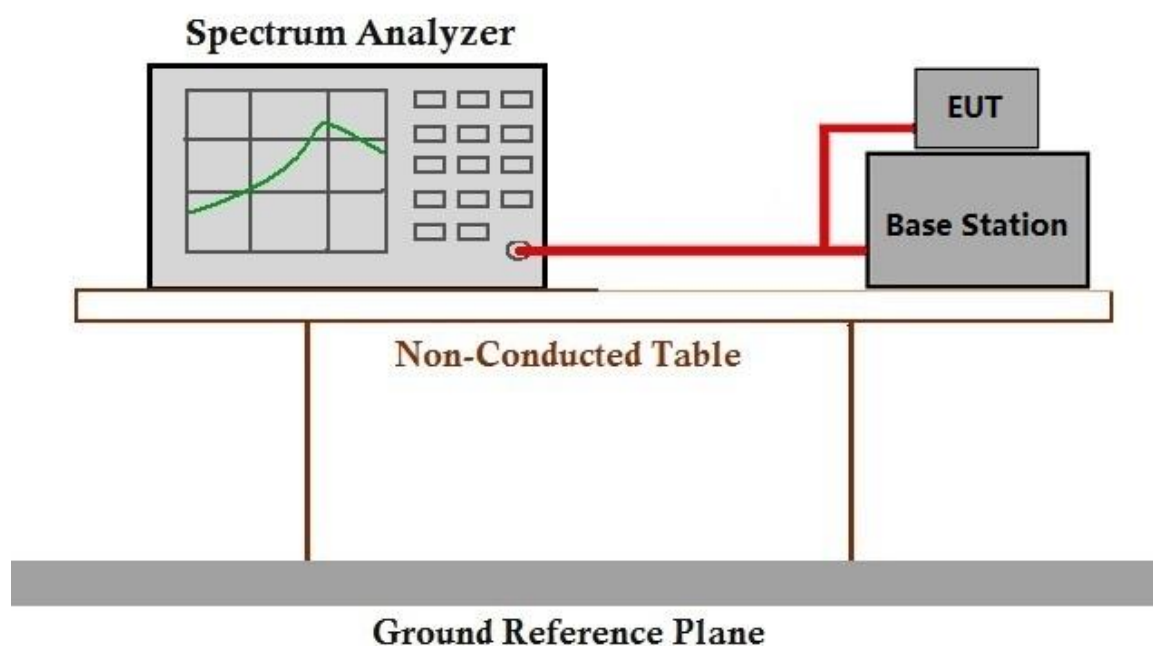 Spectrum Analyzer
EUT
Base Station
Non-Conducted Table
Ground Reference Plane